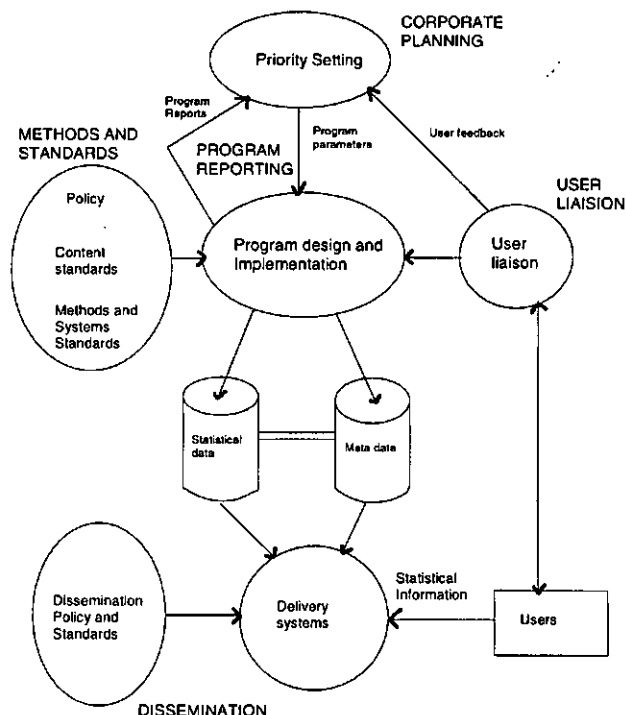 CORPORATE
PLANNING
Priority Setting
Program
Reports
Program
parameters
User feedback
METHODS AND
STANDARDS
PROGRAM
REPORTING
USER
LIAISION
Policy
Content
standards
Methods and
Systems
Standards
Program design and
Implementation
User
liaison
Statistical
data
Meta data
Dissemination
Policy and
Standards
Delivery
systems
Statistical
Information
Users
DISSEMINATION